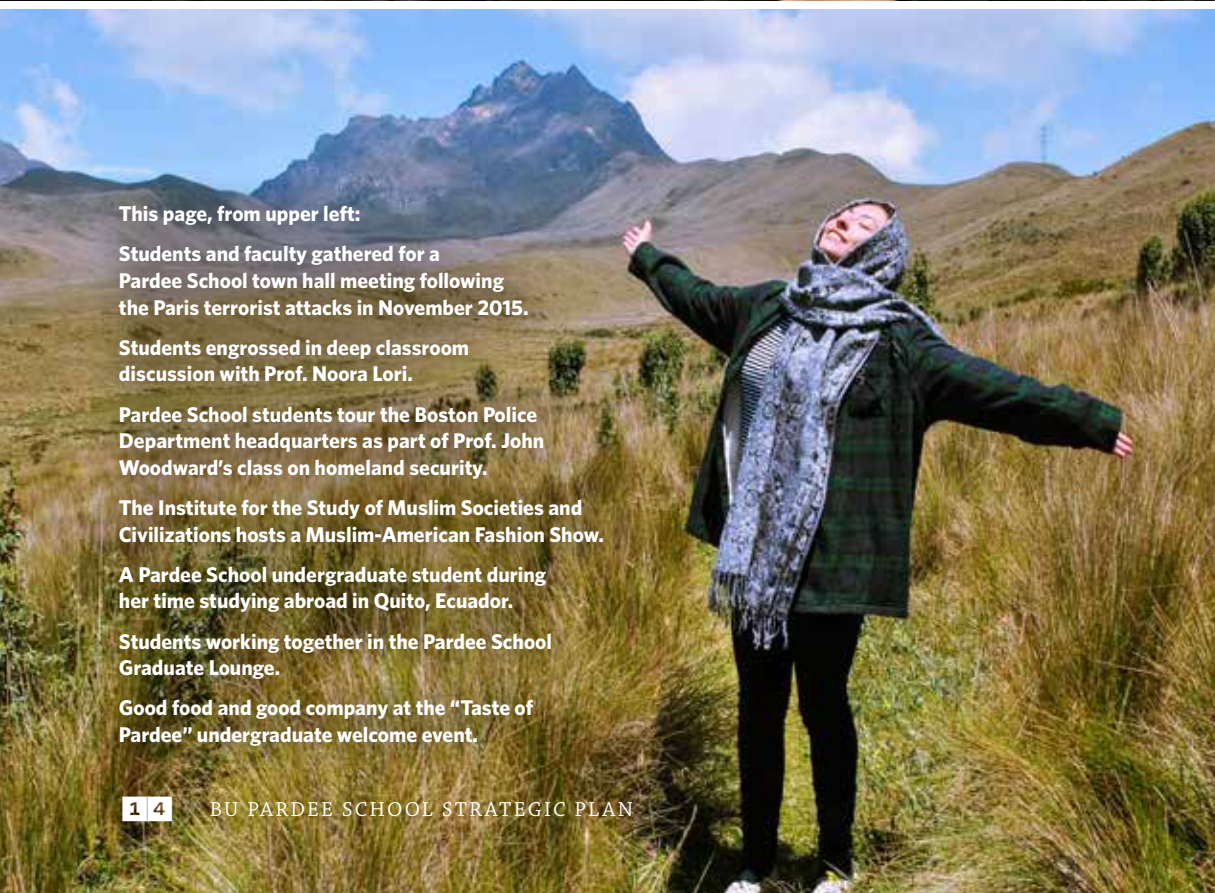 This page, from upper left:
Students and faculty gathered for a
Pardee School town hall meeting following
the Paris terrorist attacks in November 2015.
Students engrossed in deep classroom
discussion with Prof. Noora Lori.
Pardee School students tour the Boston Police
Department headquarters as part of Prof. John
Woodward’s class on homeland security.
The Institute for the Study of Muslim Societies and
Civilizations hosts a Muslim-American Fashion Show.
A Pardee School undergraduate student during
her time studying abroad in Quito, Ecuador.
Students working together in the Pardee School
Graduate Lounge.
Good food and good company at the “Taste of
Pardee” undergraduate welcome event.
14 BU PARDEE SCHOOL STRATEGIC PLAN